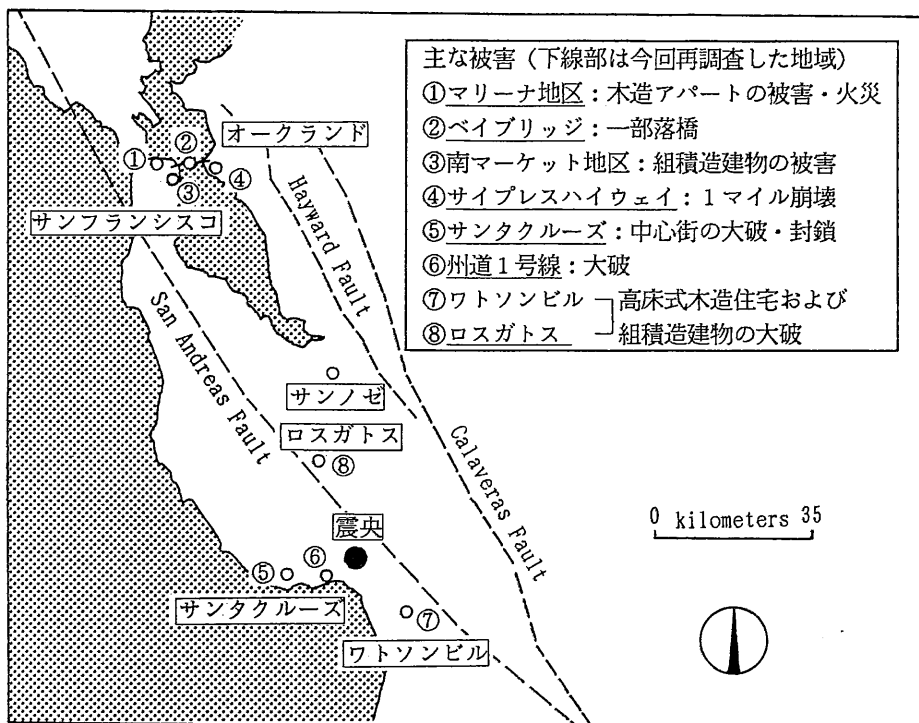 主な被害(下線部は今回再調査した地域)
①マリーナ地区:木造アパートの被害・火災
②ベイブリッジ:一部落橋
③南マーケット地区:組積造建物の被害
④サイプレスハイウェイ:1マイル崩壊
⑤サンタクルーズ:中心街の大破・封鎖
⑥州道1号線:大破
⑦ワトソンビル 高床式木造住宅および
⑧ロスガトス 組積造建物の大破
オークランド
①
②
③
④
サンフランシスコ
Hayward Fault
San Andreas Fault
サンノゼ
ロスガトス
⑧
Calaveras Fault
震央
0 kilometers 35
⑤
⑥
サンタクルーズ
⑦
ワトソンビル